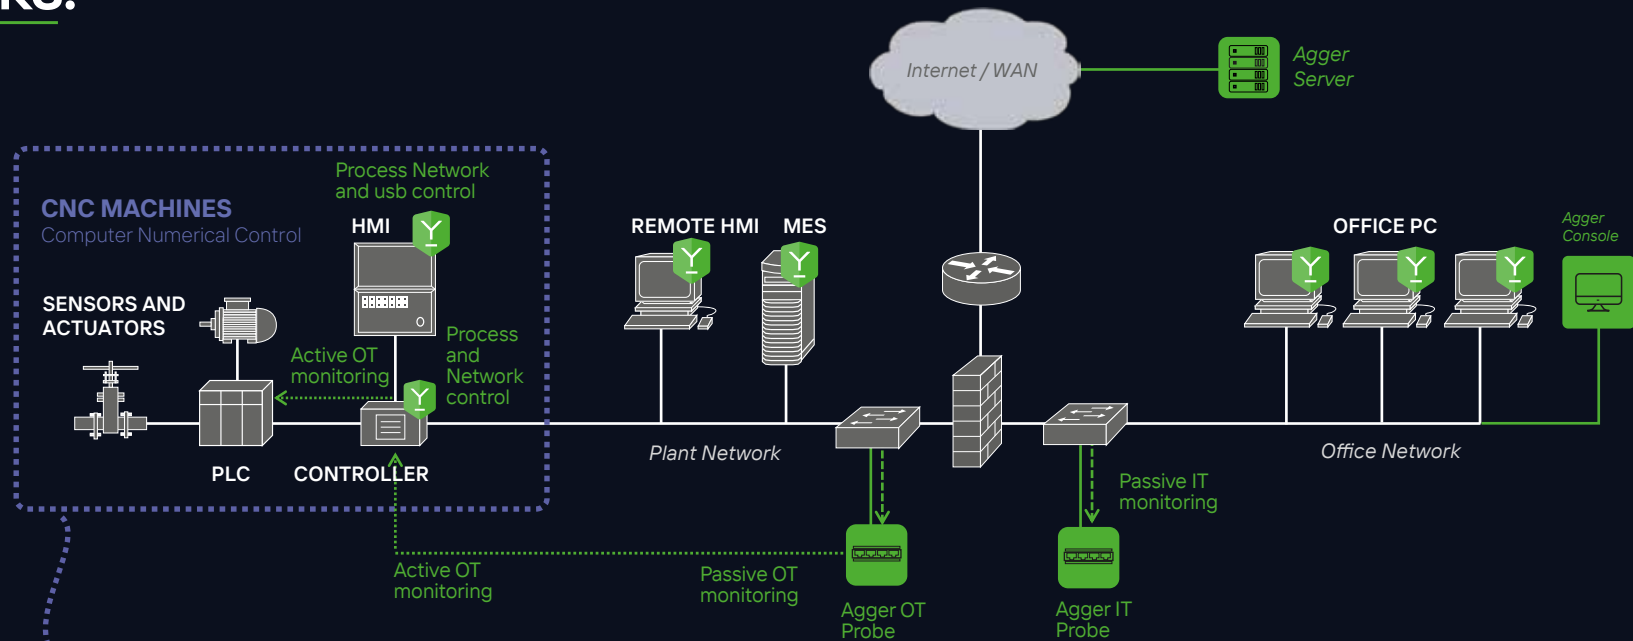 Internet / WAN
Agger
Server
CNC MACHINES
Computer Numerical Control
Process Network
and usb control
HMI
SENSORS AND
ACTUATORS
Active OT
monitoring
Process
and
Network
control
PLC
CONTROLLER
REMOTE HMI
MES
Plant Network
OFFICE PC
Agger
Console
Office Network
Passive IT
monitoring
Active OT
monitoring
Passive OT
monitoring
Agger OT
Probe
Agger IT
Probe